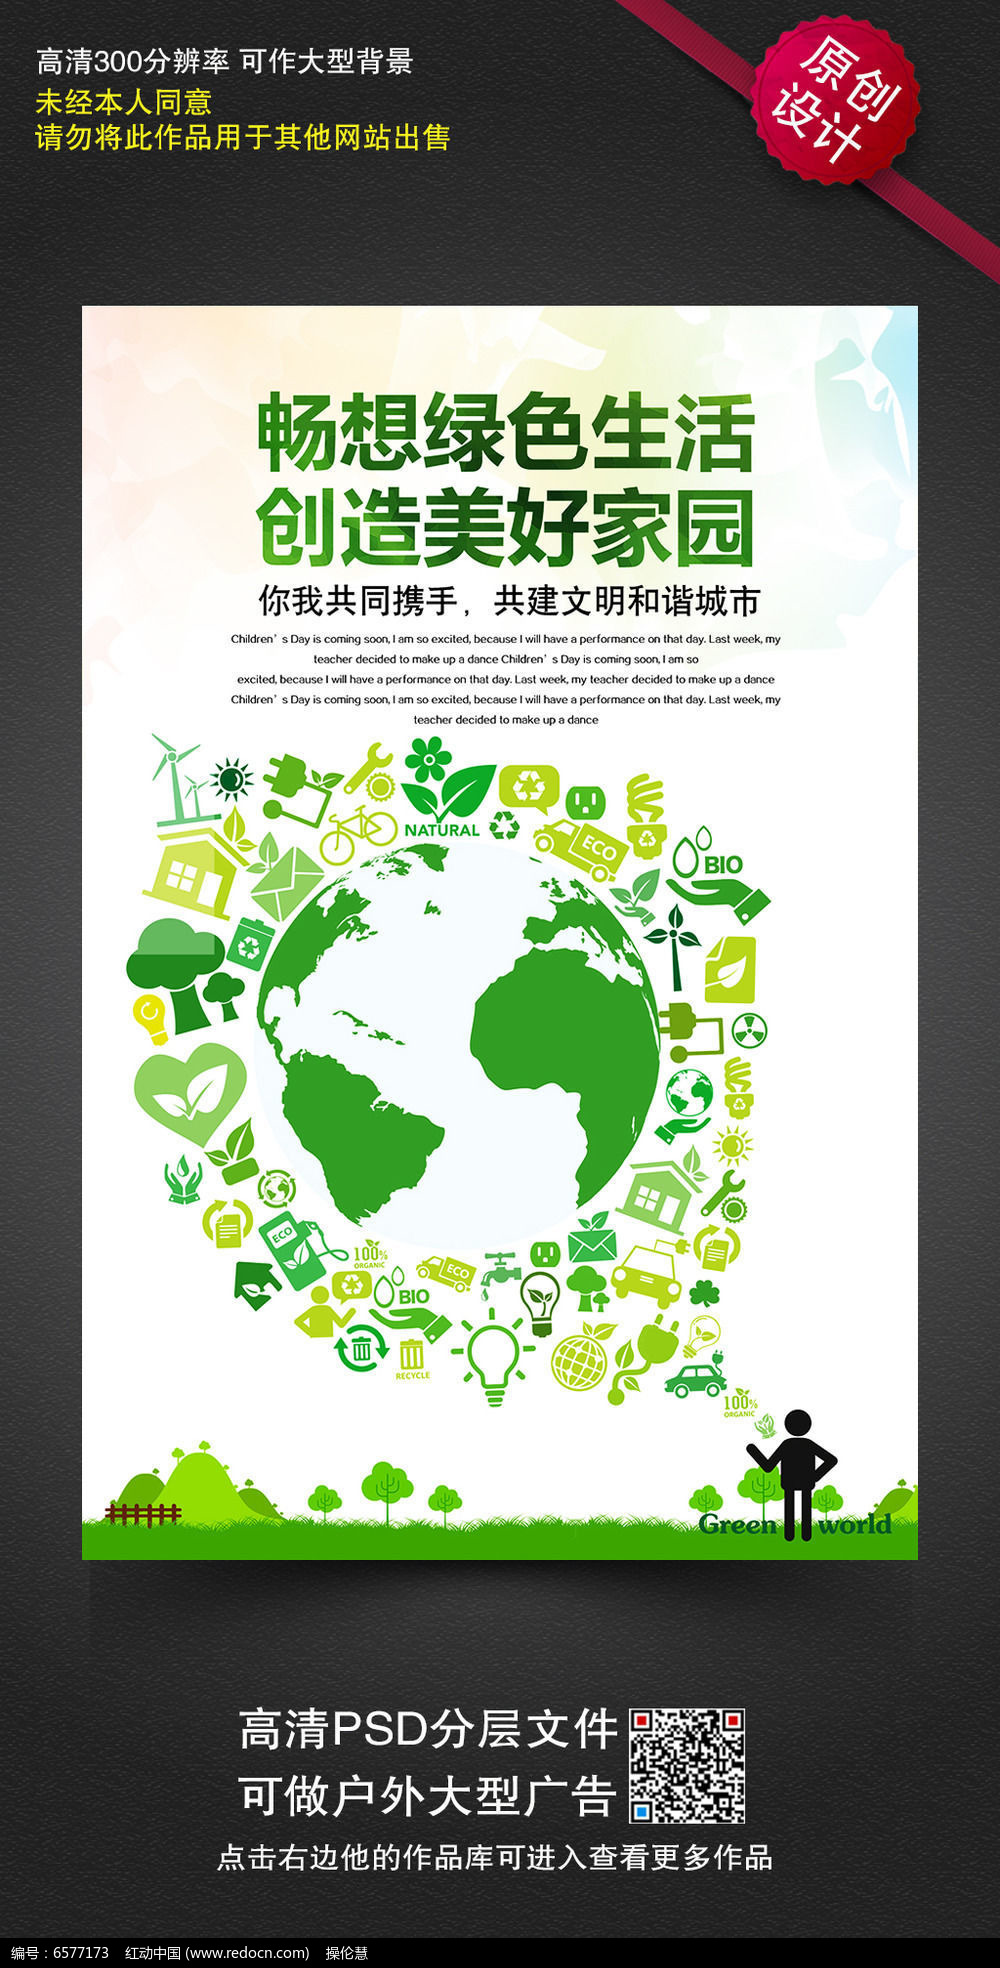 高清300分辨率 可作大型背景
未经本人同意
请勿将此作品用于其他网站出售
原创
设计
畅想绿色生活
创造美好家园
你我共同携手，共建文明和谐城市
Children’s Day is coming soon, I am so excited, because I will have a performance on that day. Last week, my
teacher decided to make up a dance Children’s Day is coming soon, I am so
excited, because I will have a performance on that day. Last week, my teacher decided to make up a dance
Children’s Day is coming soon, I am so excited, because I will have a performance on that day. Last week, my
teacher decided to make up a dance
NATURAL
ECO
BIO
ECO
100%
ORGANIC
ECO
BIO
RECYCLE
100%
ORGANIC
Green world
高清PSD分层文件
可做户外大型广告
点击右边他的作品库可进入查看更多作品
编号：6577173 红动中国 (www.redocn.com) 操伦慧